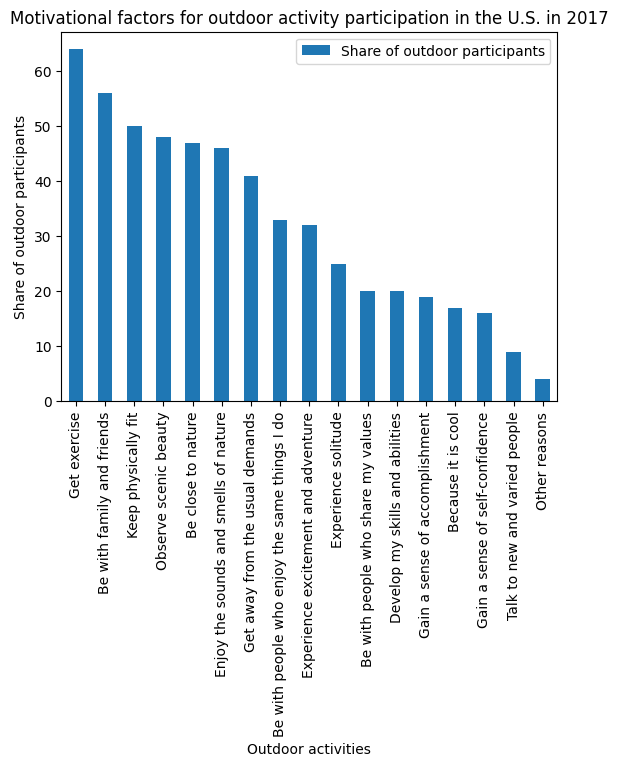 Motivational factors for outdoor activity participation in the U.S. in 2017
Share of outdoor participants
Share of outdoor participants
60
50
40
30
20
10
0
Get exercise
Be with family and friends
Keep physically fit
Observe scenic beauty
Be close to nature
Enjoy the sounds and smells of nature
Get away from the usual demands
Be with people who enjoy the same things I do
Experience excitement and adventure
Experience solitude
Be with people who share my values
Develop my skills and abilities
Gain a sense of accomplishment
Because it is cool
Gain a sense of self-confidence
Talk to new and varied people
Other reasons
Outdoor activities